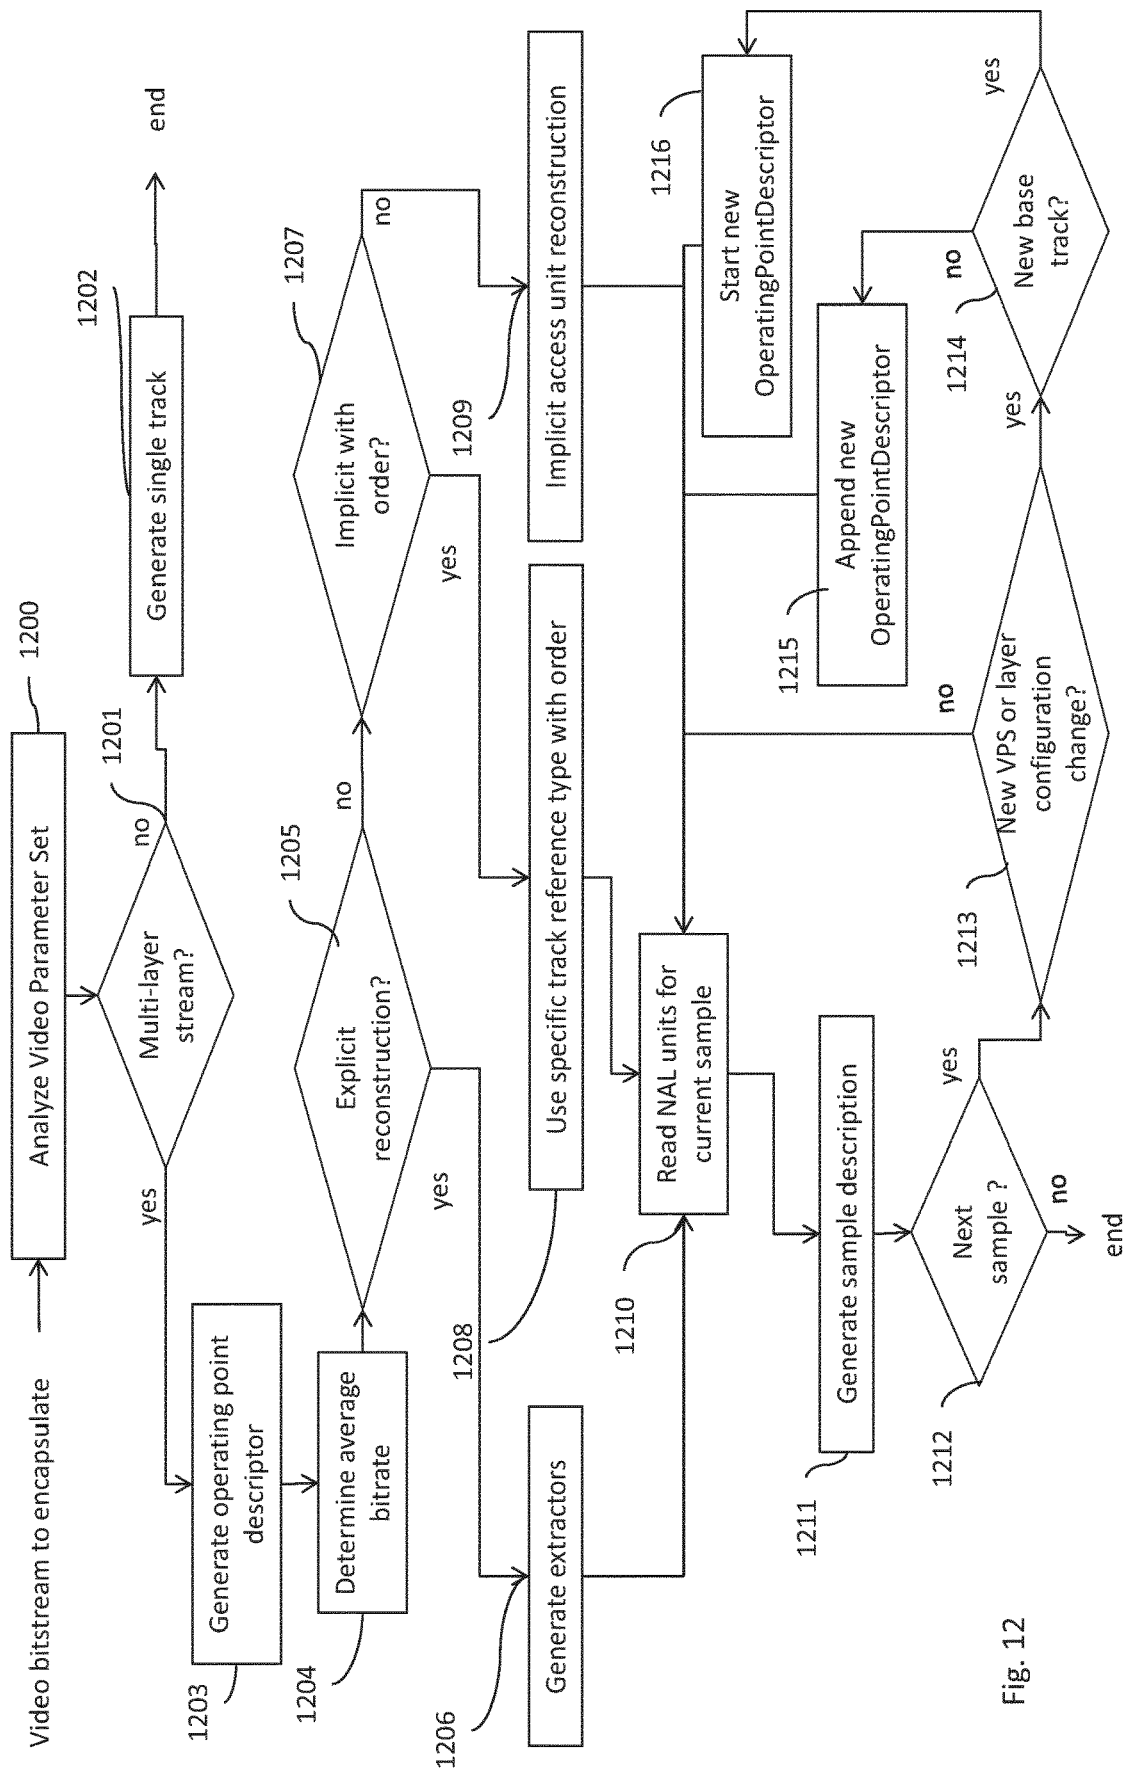 Video bitstream to encapsulate
Analyze Video Parameter Set
1200
Multi-layer
stream?
no
1201
Generate single track
1202
end
yes
Generate operating point
descriptor
1203
Determine average
bitrate
1204
Explicit
reconstruction?
1205
no
yes
Implicit with
order?
1207
no
yes
Generate extractors
1206
Use specific track reference type with order
1208
Implicit access unit reconstruction
1209
Read NAL units for
current sample
1210
Generate sample description
1211
Next
sample ?
1212
yes
no
end
New VPS or layer
configuration
change?
1213
no
yes
New base
track?
1214
no
yes
Append new
OperatingPointDescriptor
1215
Start new
OperatingPointDescriptor
1216
Fig. 12